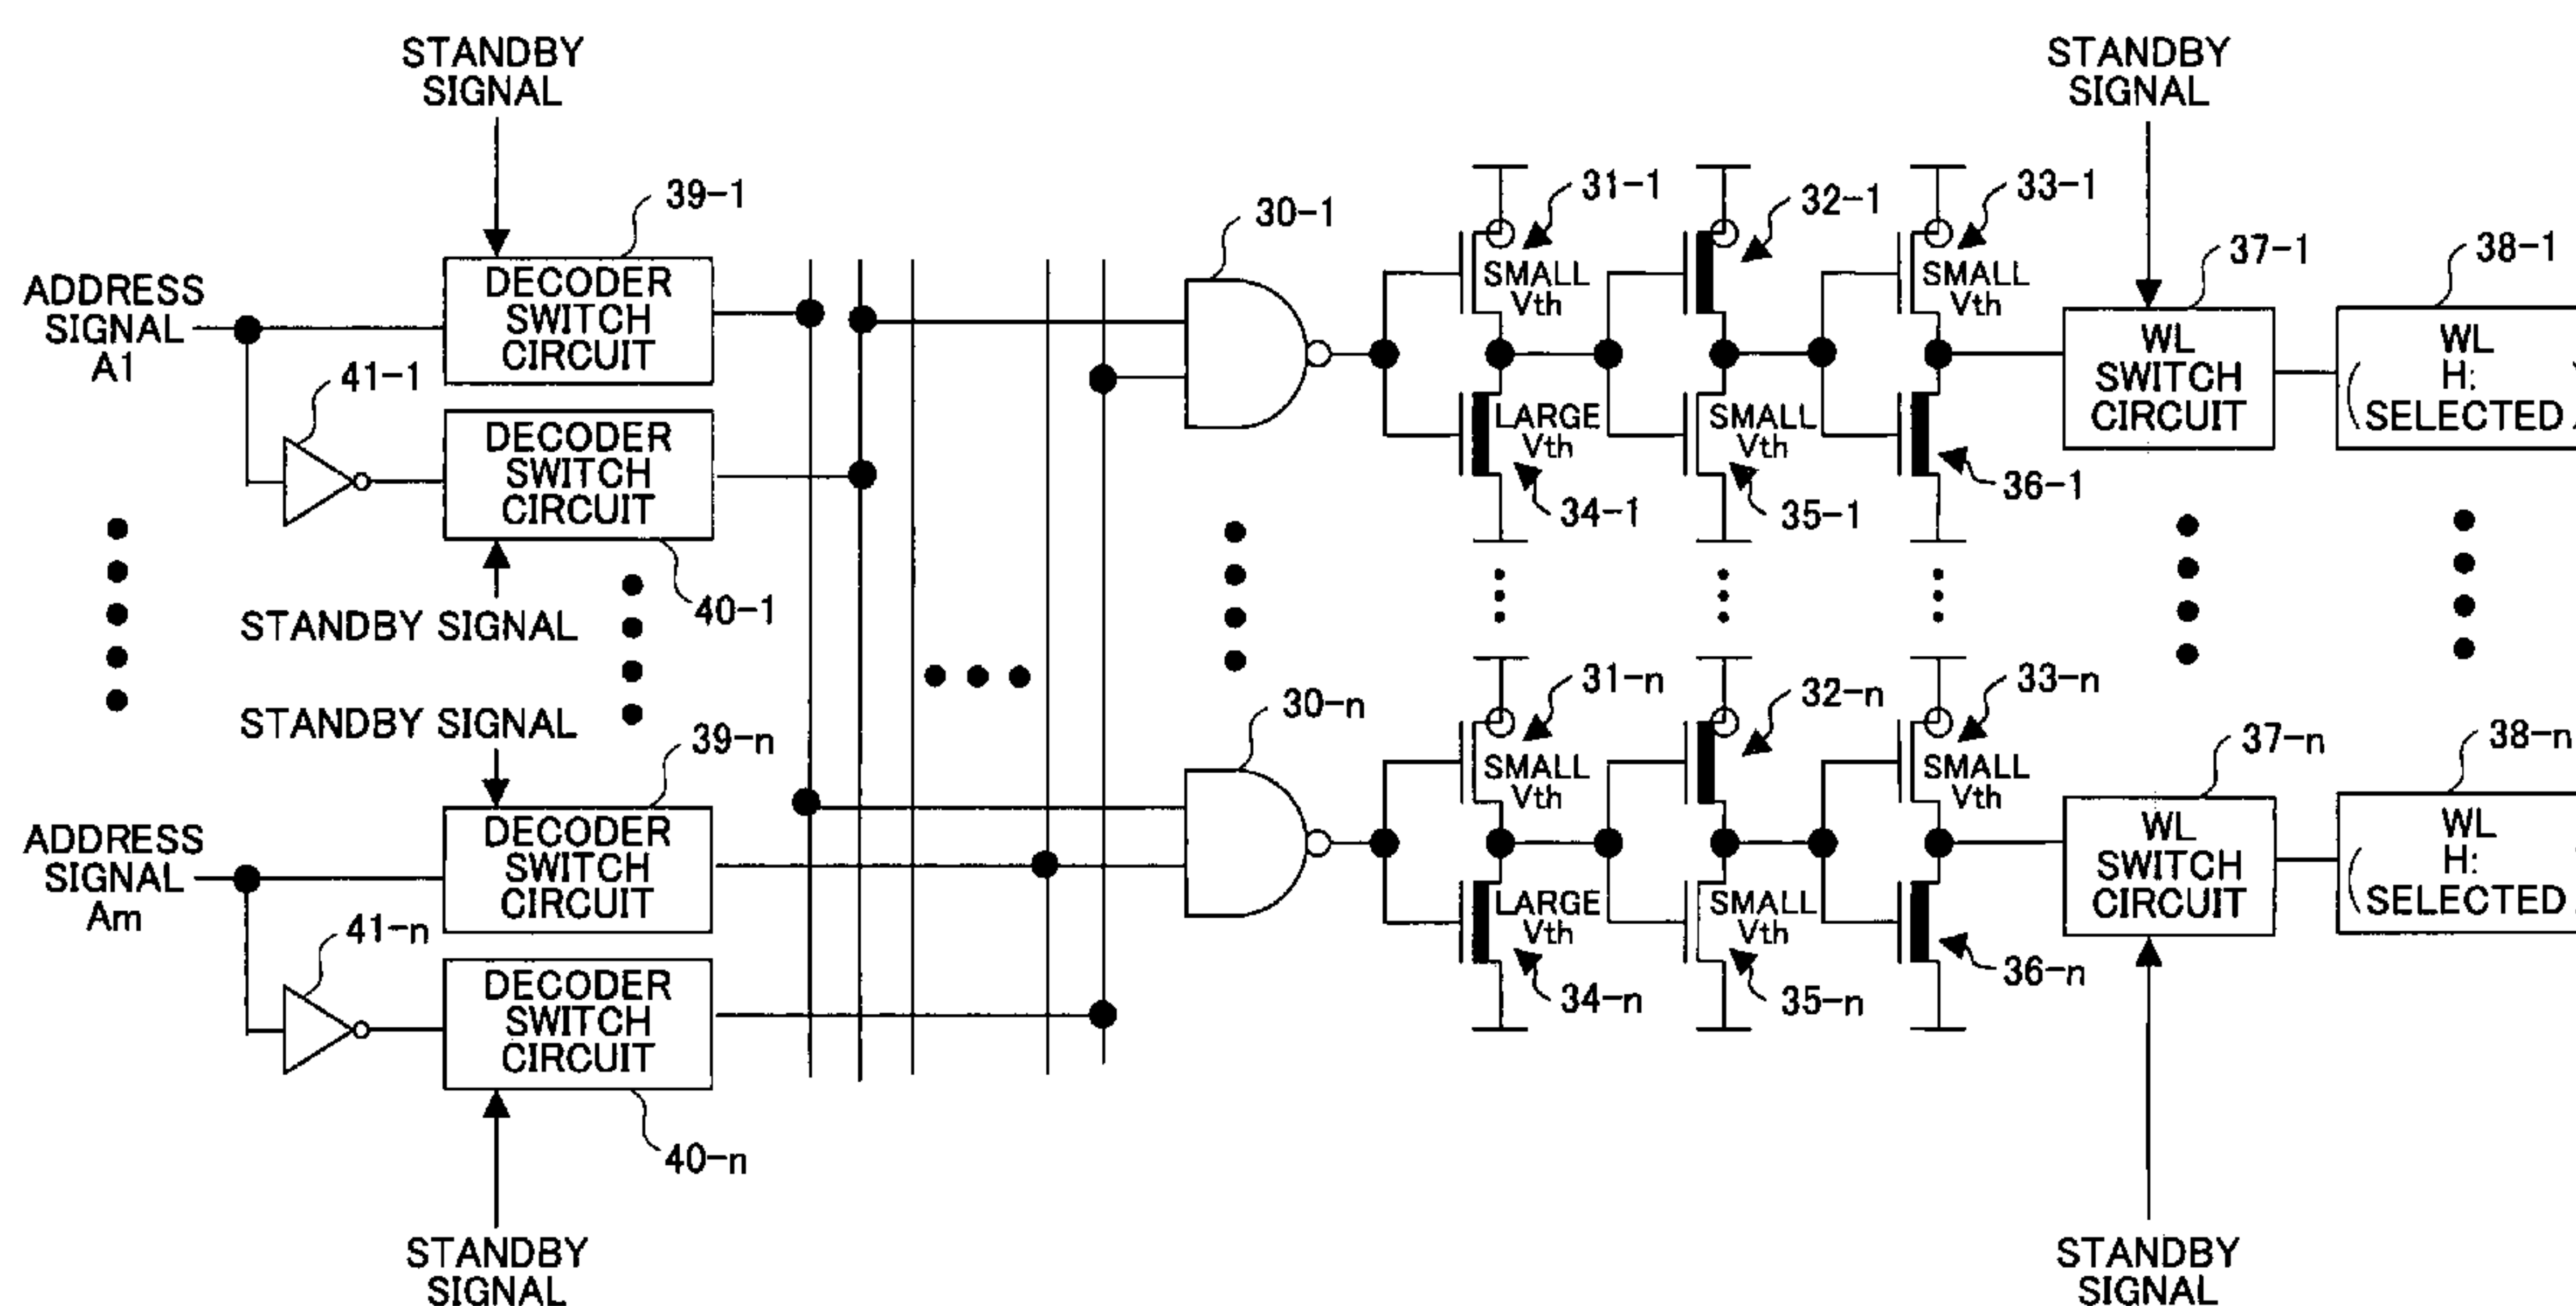 STANDBY
SIGNAL
STANDBY
SIGNAL
39-1
30-1
31-1
32-1
33-1
37-1
38-1
ADDRESS
SIGNAL
A1
DECODER
SWITCH
CIRCUIT
SMALL
Vth
SMALL
Vth
WL
SWITCH
CIRCUIT
WL
H:
SELECTED
41-1
DECODER
SWITCH
CIRCUIT
LARGE
Vth
SMALL
Vth
34-1
35-1
36-1
40-1
STANDBY SIGNAL
STANDBY SIGNAL
39-n
30-n
31-n
32-n
33-n
37-n
38-n
ADDRESS
SIGNAL
Am
DECODER
SWITCH
CIRCUIT
SMALL
Vth
SMALL
Vth
WL
SWITCH
CIRCUIT
WL
H:
SELECTED
41-n
DECODER
SWITCH
CIRCUIT
LARGE
Vth
SMALL
Vth
34-n
35-n
36-n
40-n
STANDBY
SIGNAL
STANDBY
SIGNAL